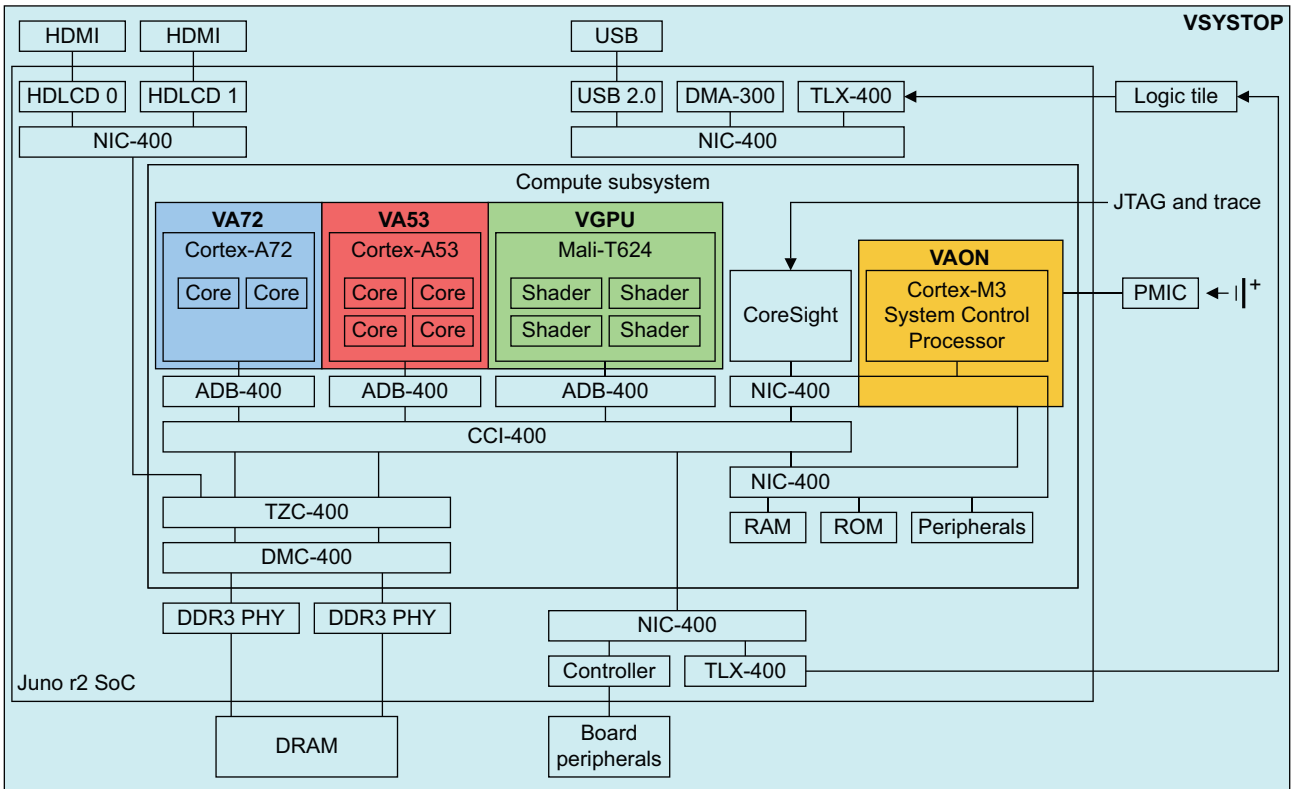 VSYSTOP
HDMI
HDMI
USB
HDLCD 0
HDLCD 1
USB 2.0
DMA-300
TLX-400
Logic tile
NIC-400
NIC-400
Compute subsystem
JTAG and trace
VA72
Cortex-A72
Core
Core
VA53
Cortex-A53
Core
Core
Core
Core
VGPU
Mali-T624
Shader
Shader
Shader
Shader
CoreSight
VAON
Cortex-M3
System Control
Processor
PMIC
+
ADB-400
ADB-400
ADB-400
NIC-400
CCI-400
NIC-400
TZC-400
RAM
ROM
Peripherals
DMC-400
DDR3 PHY
DDR3 PHY
NIC-400
Controller
TLX-400
Juno r2 SoC
DRAM
Board
peripherals